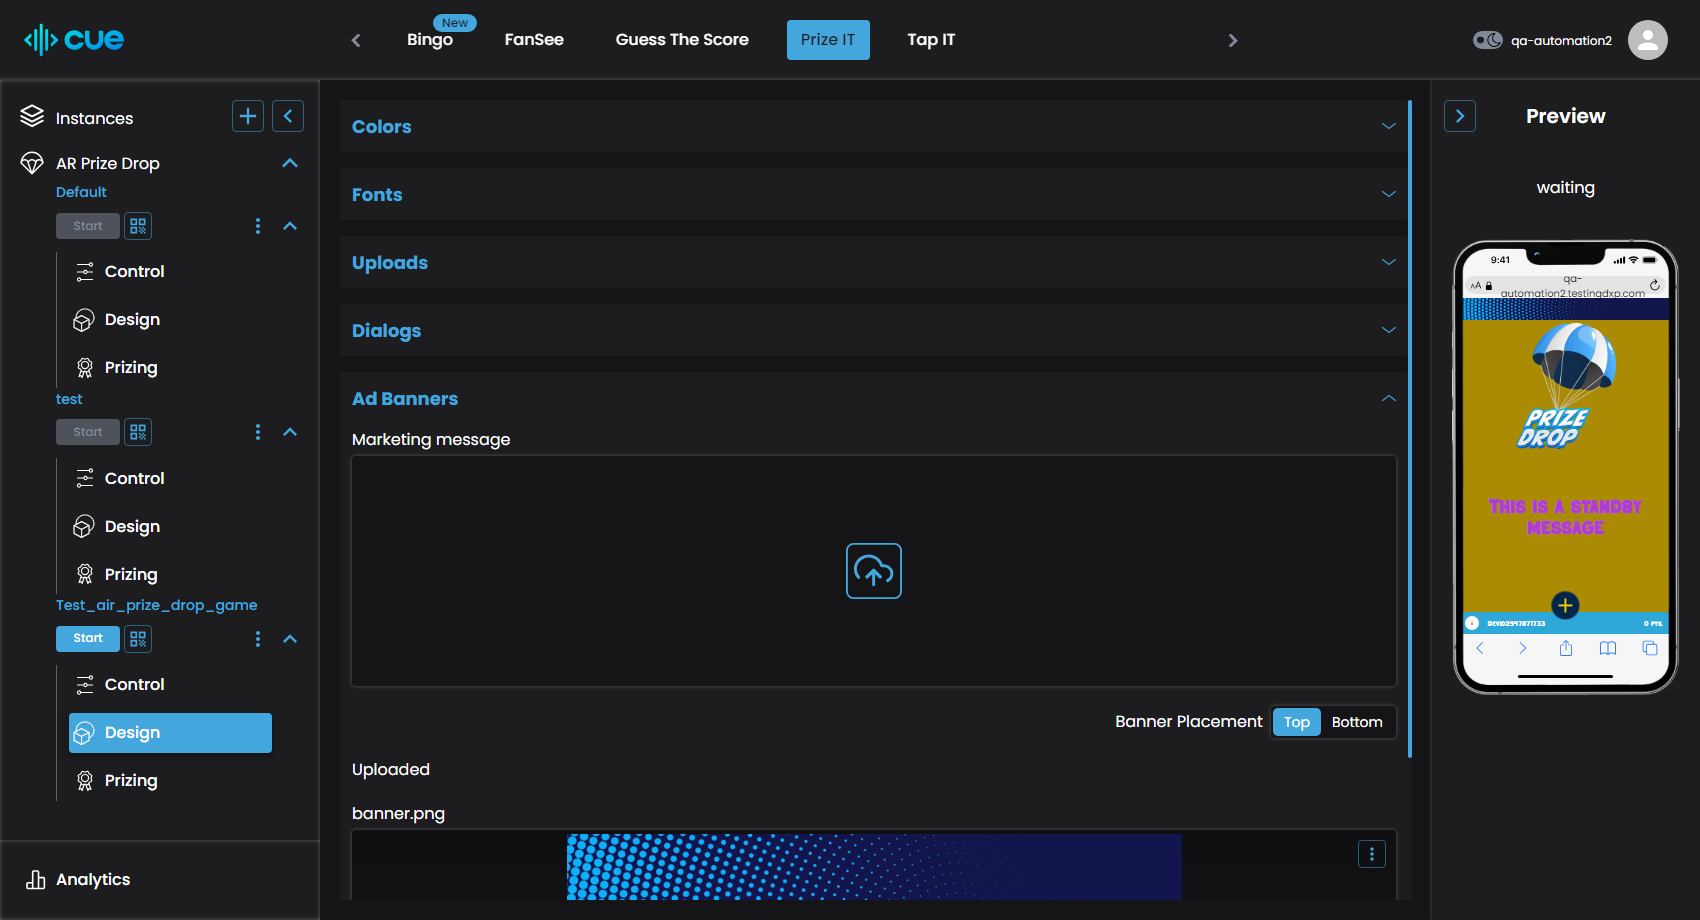 cue
New
Bingo
FanSee
Guess The Score
Prize IT
Tap IT
qa-automation2
Instances
AR Prize Drop
Default
Start
Control
Design
Prizing
test
Start
Control
Design
Prizing
Test_air_prize_drop_game
Start
Control
Design
Prizing
Analytics
Colors
Fonts
Uploads
Dialogs
Ad Banners
Marketing message
Banner Placement Top Bottom
Uploaded
banner.png
Preview
waiting
9:41
AA
qa-
automation2.testingdxp.com
PRIZE
DROP
THIS IS A STANDBY
MESSAGE
0 PTS.